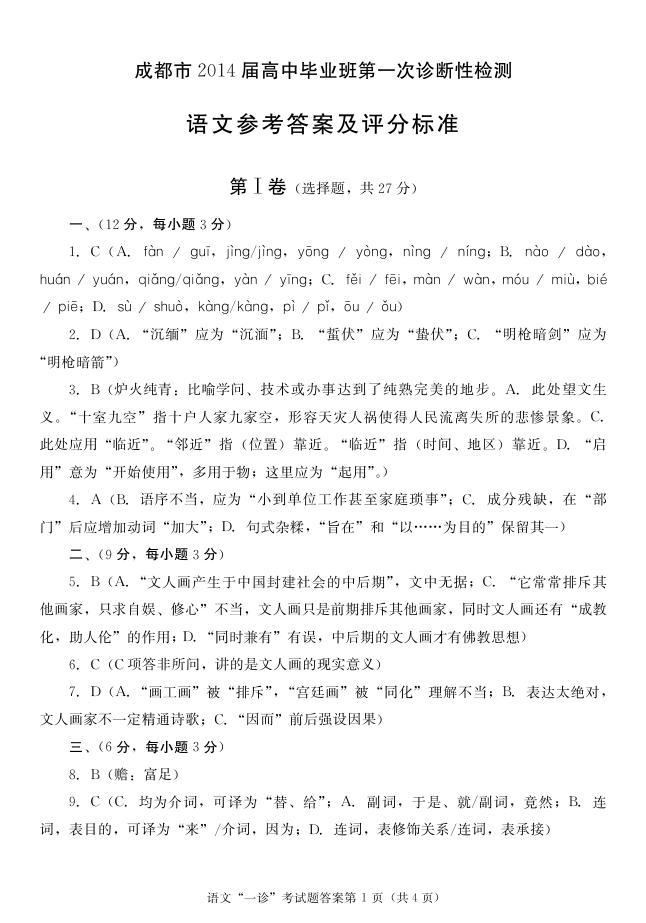 成都市 2014 届高中毕业班第一次诊断性检测
语文参考答案及评分标准
第Ⅰ卷（选择题，共 27 分）
一、（12 分，每小题 3 分）
1. C（A. fàn / guī，jìng/jìng，yōng / yòng，nìng / níng；B. nào / dào，
huán / yuán，qiǎng/qiǎng，yàn / yīng；C. fěi / fēi，màn / wàn，móu / miù，bié
/ piē；D. sù / shuò，kàng/kàng，pì / pǐ，ōu / ǒu）
2. D（A. “沉缅”应为“沉湎”；B. “蜇伏”应为“蛰伏”；C. “明枪暗剑”应为
“明枪暗箭”）
3. B（炉火纯青：比喻学问、技术或办事达到了纯熟完美的地步。A. 此处望文生
义。“十室九空”指十户人家九家空，形容天灾人祸使得人民流离失所的悲惨景象。C.
此处应用“临近”。“邻近”指（位置）靠近。“临近”指（时间、地区）靠近。D. “启
用”意为“开始使用”，多用于物；这里应为“起用”。）
4. A（B. 语序不当，应为“小到单位工作甚至家庭琐事”；C. 成分残缺，在“部
门”后应增加动词“加大”；D. 句式杂糅，“旨在”和“以……为目的”保留其一）
二、（9 分，每小题 3 分）
5. B（A. “文人画产生于中国封建社会的中后期”，文中无据；C. “它常常排斥其
他画家，只求自娱、修心”不当，文人画只是前期排斥其他画家，同时文人画还有“成教
化，助人伦”的作用；D. “同时兼有”有误，中后期的文人画才有佛教思想）
6. C（C 项答非所问，讲的是文人画的现实意义）
7. D（A. “画工画”被“排斥”，“宫廷画”被“同化”理解不当；B. 表达太绝对，
文人画家不一定精通诗歌；C. “因而”前后强设因果）
三、（6 分，每小题 3 分）
8. B（赡：富足）
9. C（C. 均为介词，可译为“替、给”；A. 副词，于是、就/副词，竟然；B. 连
词，表目的，可译为“来”/介词，因为；D. 连词，表修饰关系/连词，表承接）
语文“一诊”考试题答案第 1 页（共 4 页）